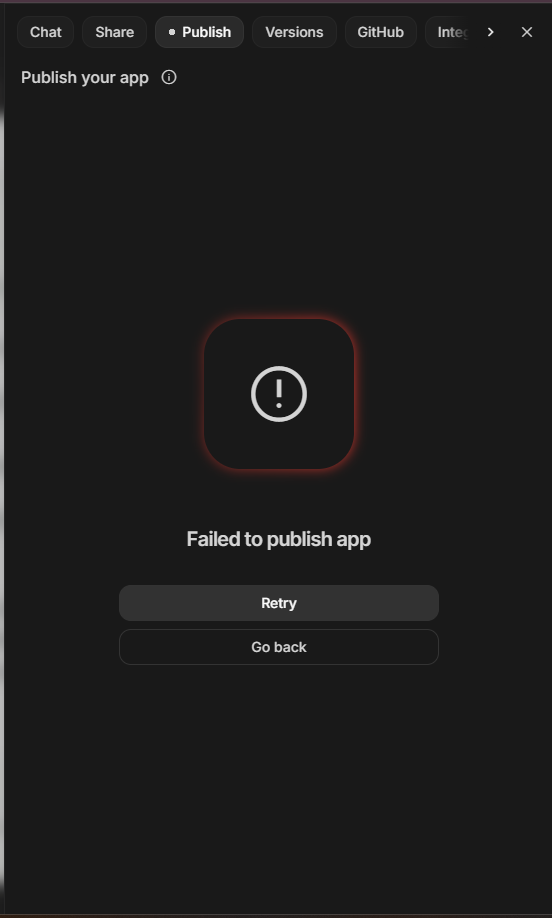 Chat Share Publish Versions GitHub
Publish your app
Failed to publish app
Retry
Go back